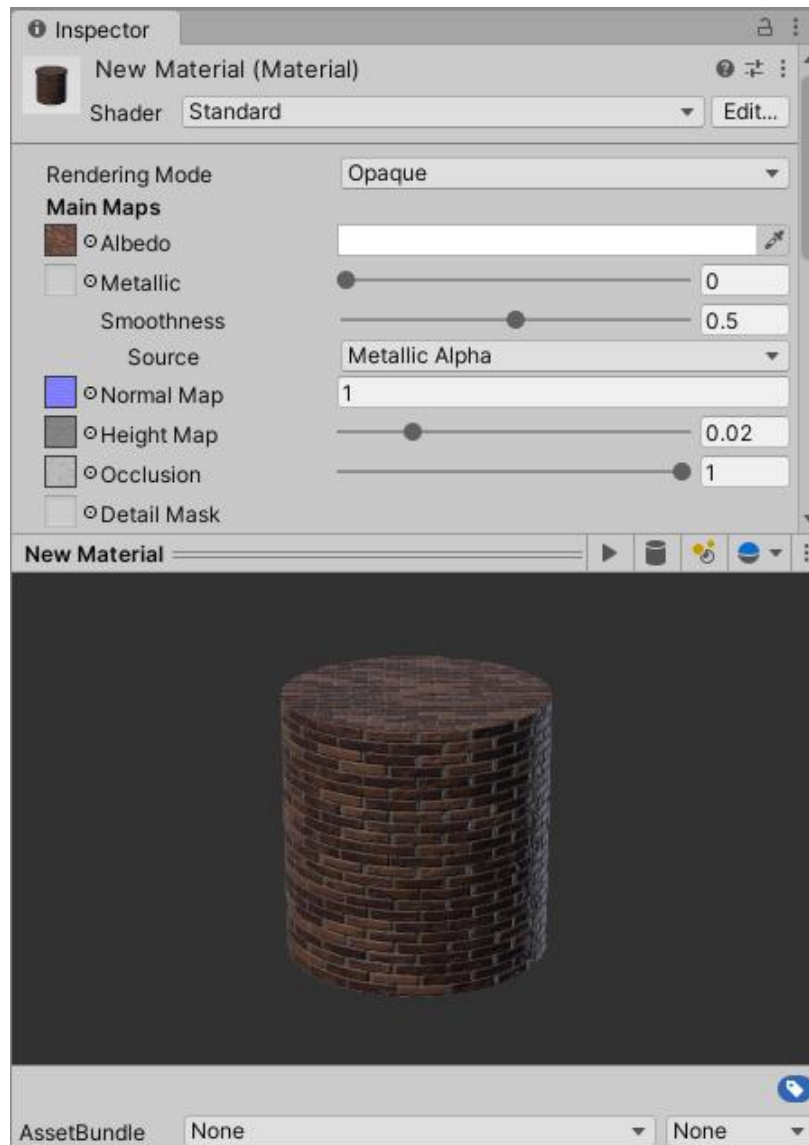 Inspector
New Material (Material)
Shader Standard Edit...
Rendering Mode Opaque
Main Maps
Albedo
Metallic 0
Smoothness 0.5
Source Metallic Alpha
Normal Map 1
Height Map 0.02
Occlusion 1
Detail Mask
New Material
AssetBundle None None